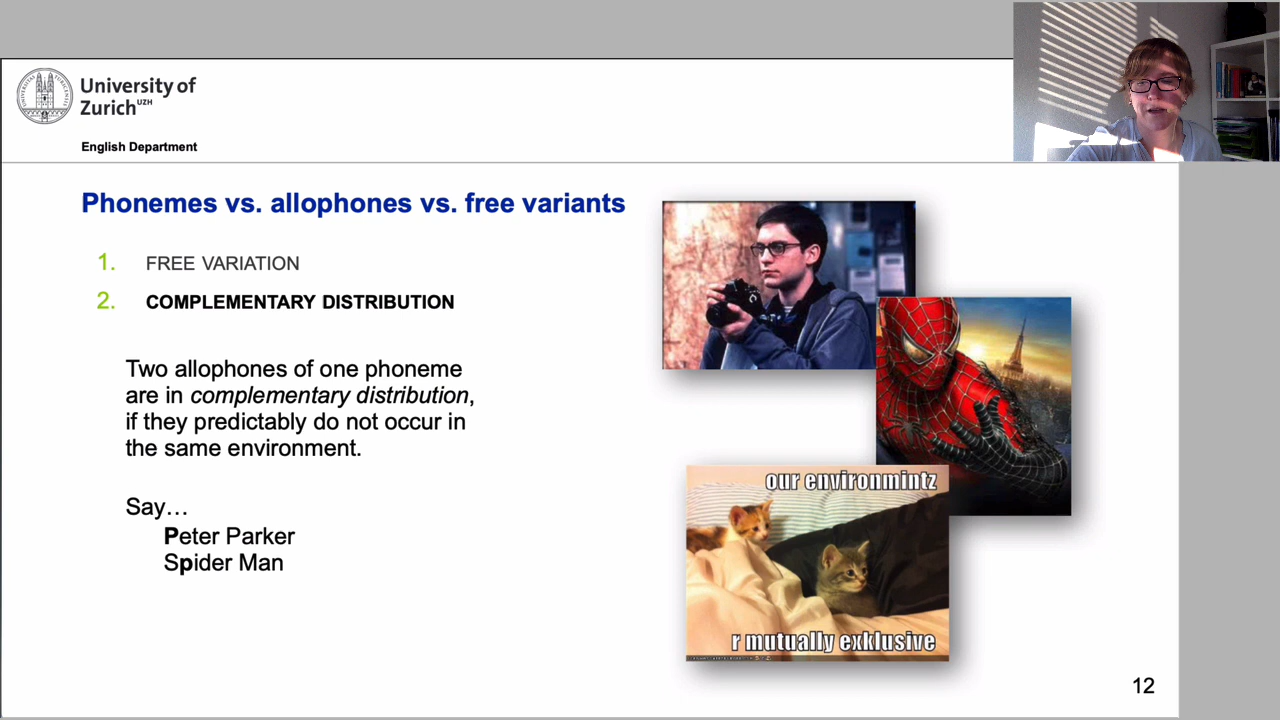 University of
Zurich UZH
English Department
Phonemes vs. allophones vs. free variants
1. FREE VARIATION
2. COMPLEMENTARY DISTRIBUTION
Two allophones of one phoneme
are in complementary distribution,
if they predictably do not occur in
the same environment.
Say…
Peter Parker
Spider Man
our environmintz
r mutually exklusive
12